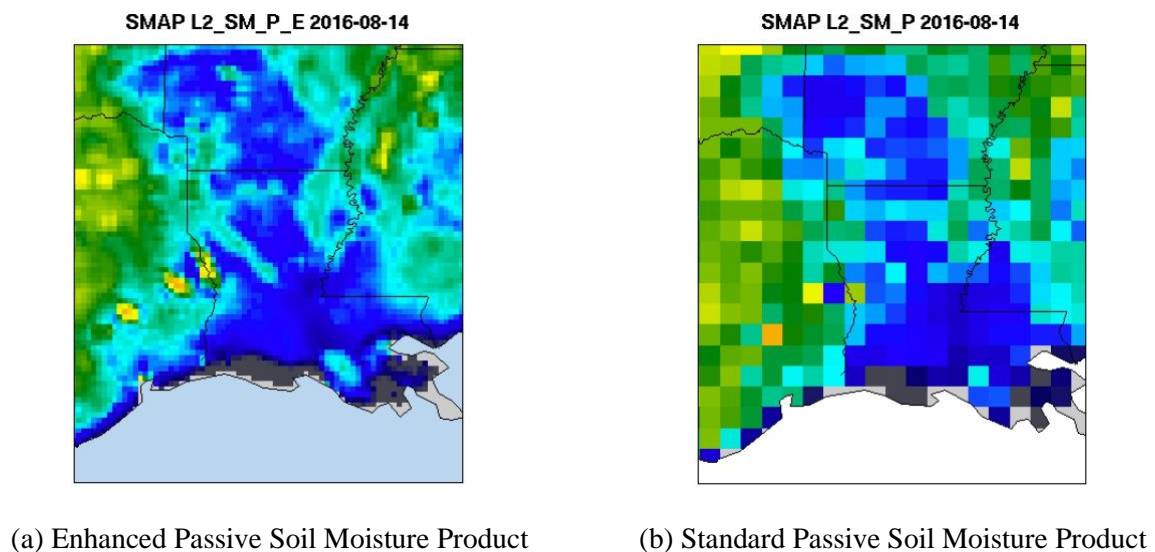 SMAP L2_SM_P_E 2016-08-14
SMAP L2_SM_P 2016-08-14
(a) Enhanced Passive Soil Moisture Product
(b) Standard Passive Soil Moisture Product